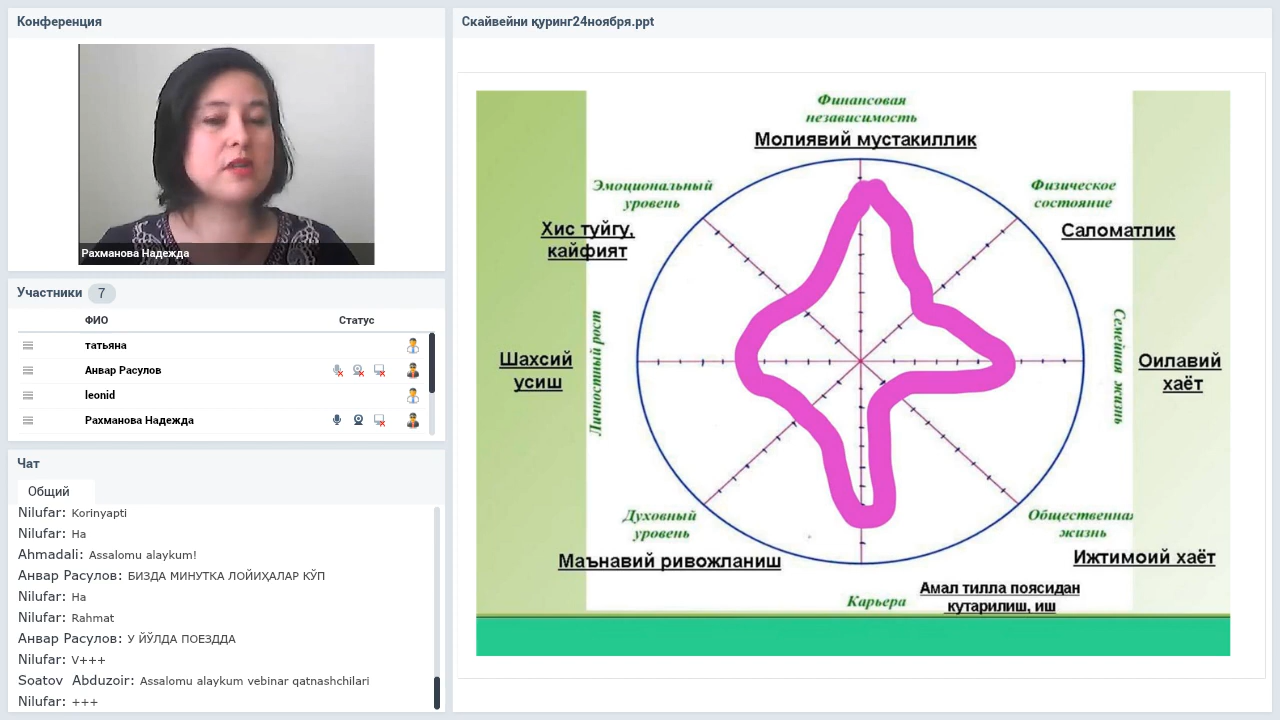 Конференция
Рахманова Надежда
Участники 7
ФИО Статус
татьяна
Анвар Расулов
leonid
Рахманова Надежда
Чат
Общий
Nilufar: Korinyapti
Nilufar: Ha
Ahmadali: Assalomu alaykum!
Анвар Расулов: БИЗДА МИНУТКА ЛОЙИҲАЛАР КЎП
Nilufar: Ha
Nilufar: Rahmat
Анвар Расулов: У ЙЎЛДА ПОЕЗДДА
Nilufar: V+++
Soatov Abduzoir: Assalomu alaykum vebinar qatnashchilari
Nilufar: +++
Скайвейни қуринг24ноября.ppt
Финансовая
независимость
Молиявий мустакиллик
Эмоциональный
уровень
Хис туйгу,
кайфият
Физическое
состояние
Саломатлик
Личностный рост
Шахсий
усиш
Семейная жизнь
Оилавий
хаёт
Духовный
уровень
Маънавий ривожланиш
Общественная
жизнь
Ижтимоий хаёт
Карьера
Амал тилла поясидан
кутарилиш, иш